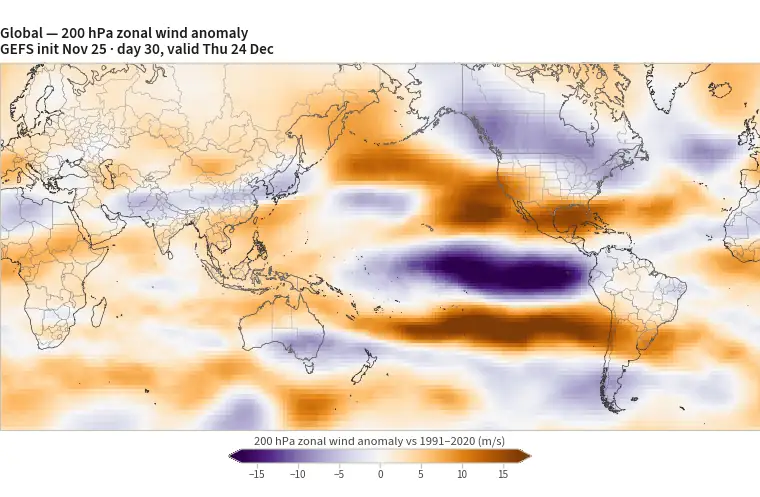 Global — 200 hPa zonal wind anomaly
GEFS init Nov 25 · day 30, valid Thu 24 Dec
200 hPa zonal wind anomaly vs 1991–2020 (m/s)
−15 −10 −5 0 5 10 15